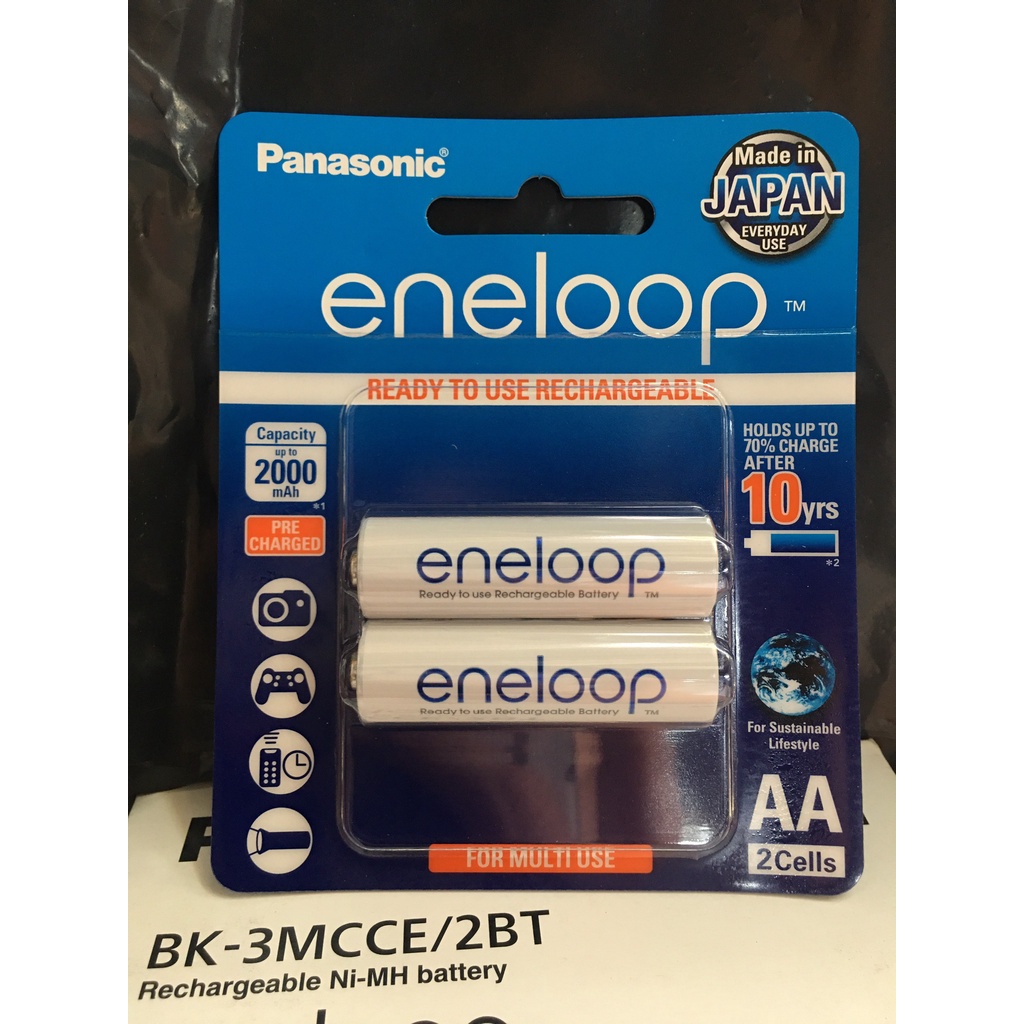 Panasonic®
Made in
JAPAN
EVERYDAY
USE
eneloop™
READY TO USE RECHARGEABLE
Capacity
up to
2000
mAh
*1
PRE
CHARGED
HOLDS UP TO
70% CHARGE
AFTER
10yrs
*2
eneloop
Ready to use Rechargeable Battery ™
eneloop
Ready to use Rechargeable Battery ™
For Sustainable
Lifestyle
AA
2Cells
FOR MULTI USE
BK-3MCCE/2BT
Rechargeable Ni-MH battery